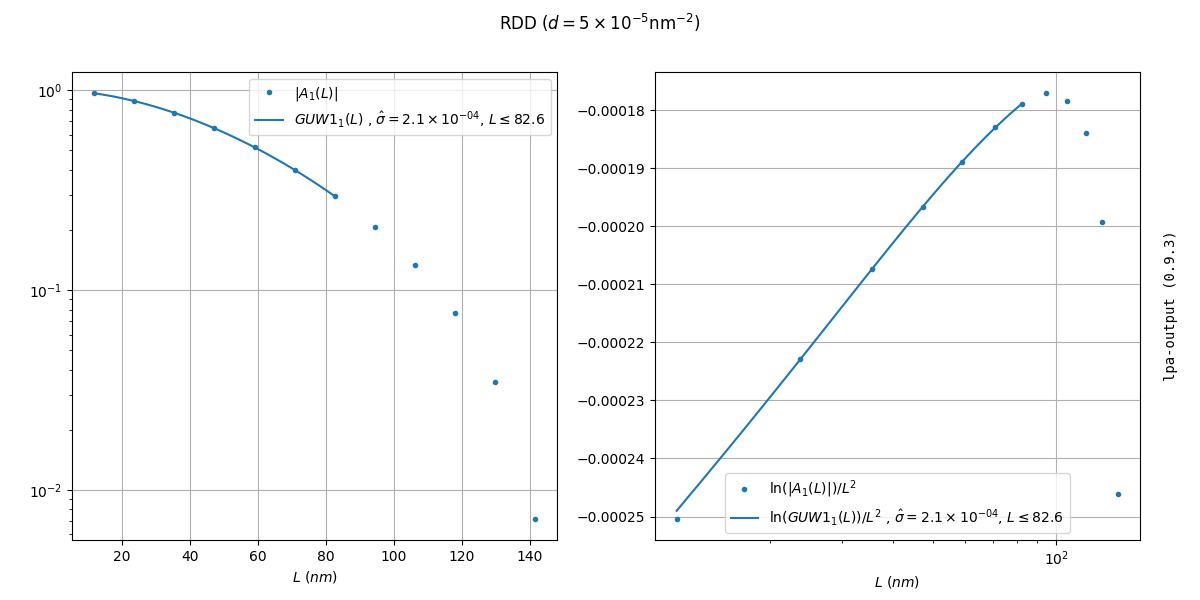 RDD (d = 5 × 10⁻⁵nm⁻²)
10⁰
10⁻¹
10⁻²
20 40 60 80 100 120 140
L (nm)
|A₁(L)|
GUW1₁(L) , σ̂ = 2.1 × 10⁻⁰⁴, L ≤ 82.6
−0.00018
−0.00019
−0.00020
−0.00021
−0.00022
−0.00023
−0.00024
−0.00025
10²
L (nm)
ln(|A₁(L)|)/L²
ln(GUW1₁(L))/L² , σ̂ = 2.1 × 10⁻⁰⁴, L ≤ 82.6
lpa-output (0.9.3)